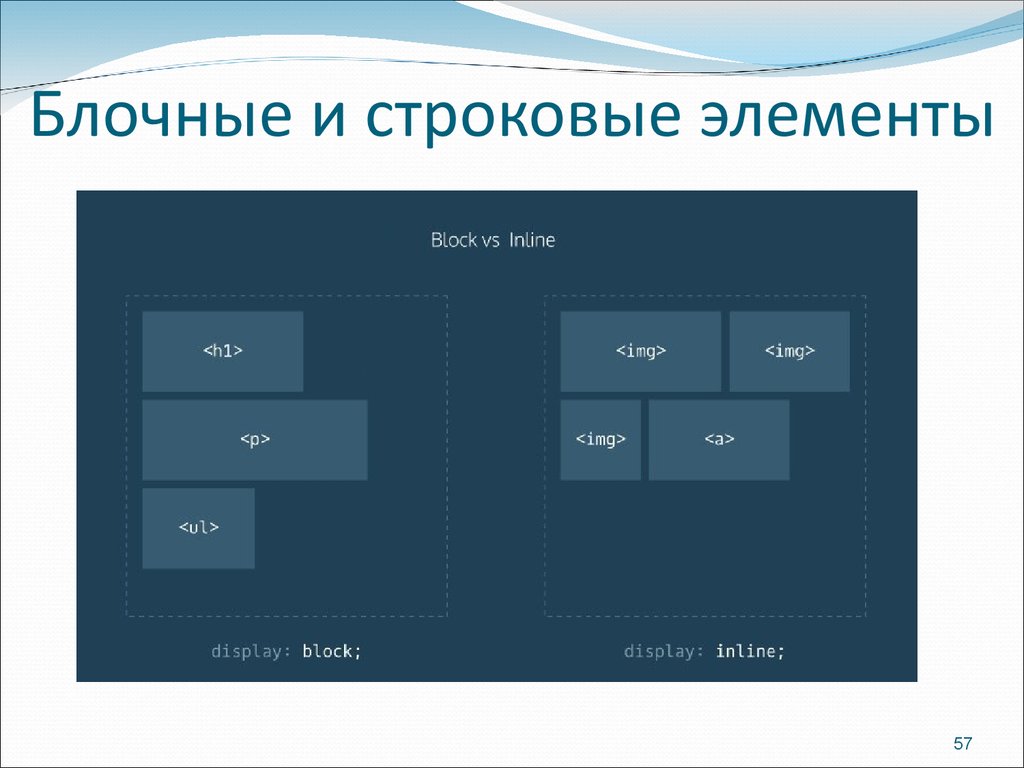 Блочные и строковые элементы
Block vs Inline
<h1>
<p>
<ul>
display: block;
<img> <img>
<img> <a>
display: inline;
57